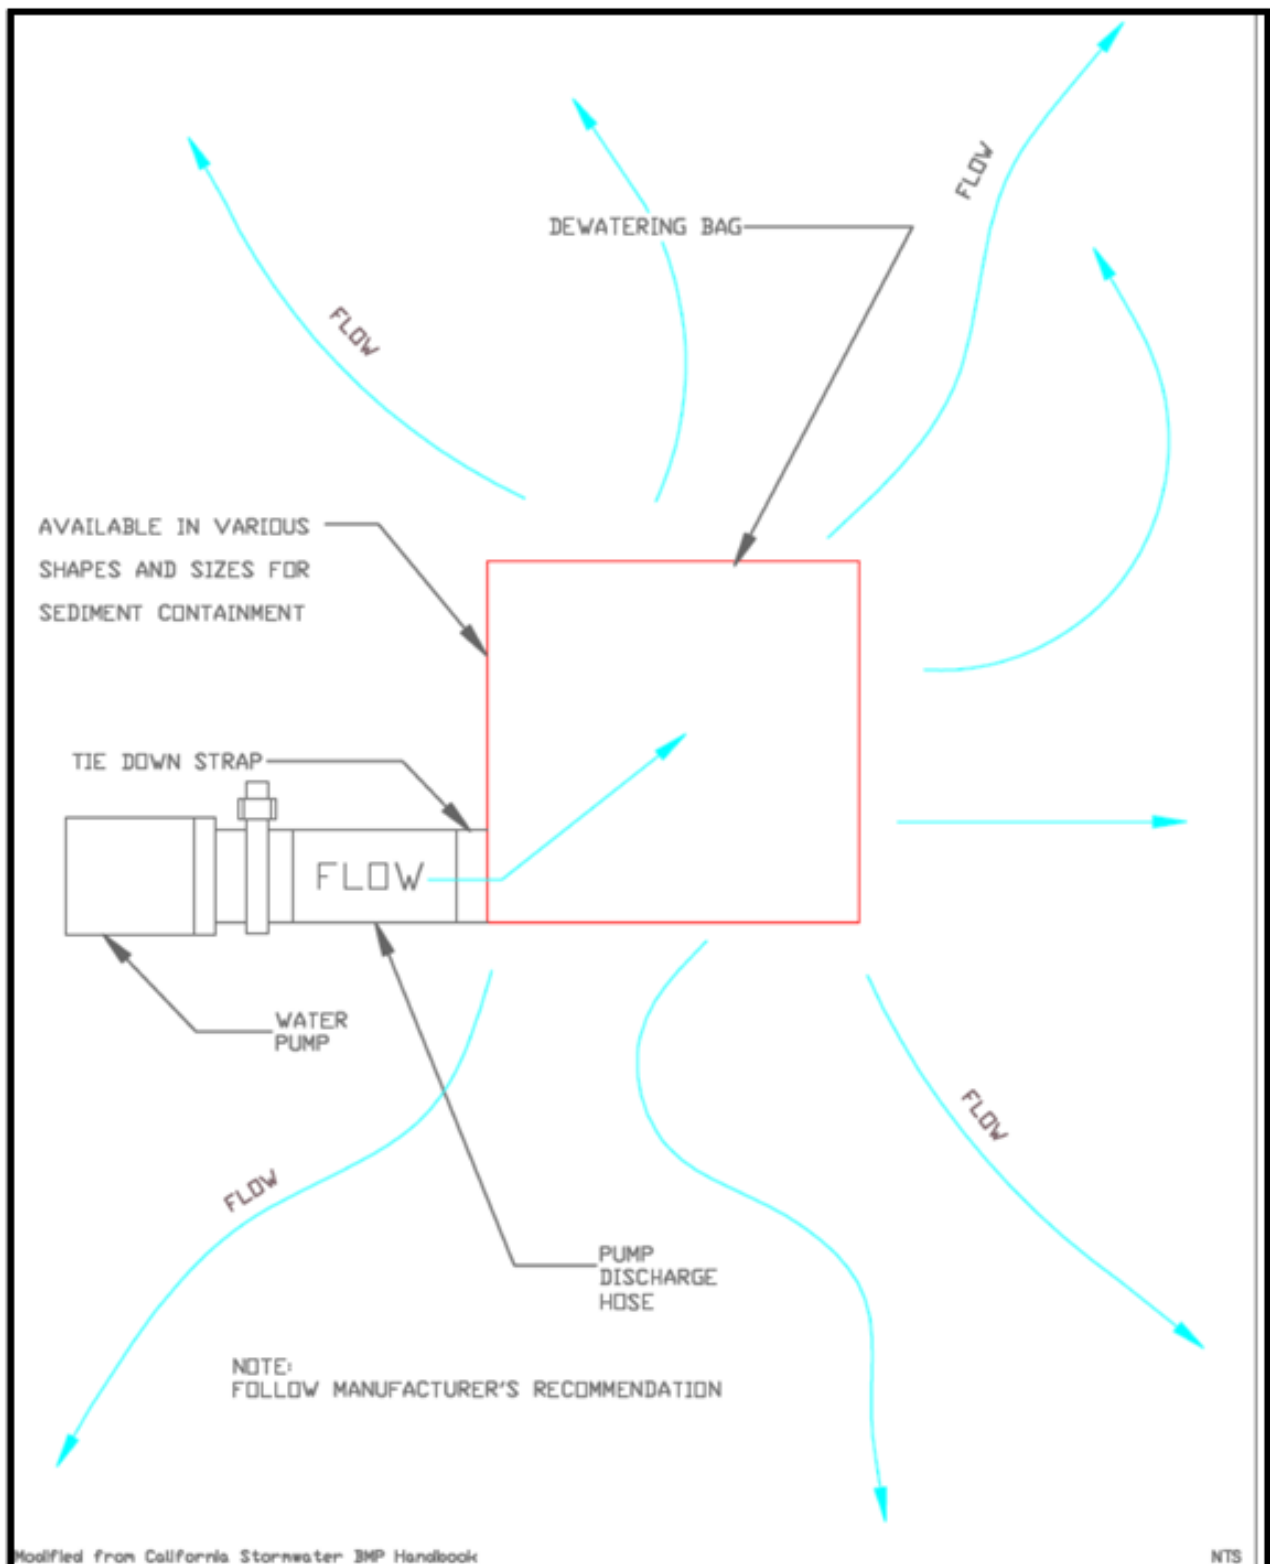 FLOW
DEWATERING BAG
FLOW
AVAILABLE IN VARIOUS
SHAPES AND SIZES FOR
SEDIMENT CONTAINMENT
TIE DOWN STRAP
FLOW
WATER
PUMP
FLOW
FLOW
PUMP
DISCHARGE
HOSE
NOTE:
FOLLOW MANUFACTURER'S RECOMMENDATION
Modified from California Stormwater BMP Handbook
NTS